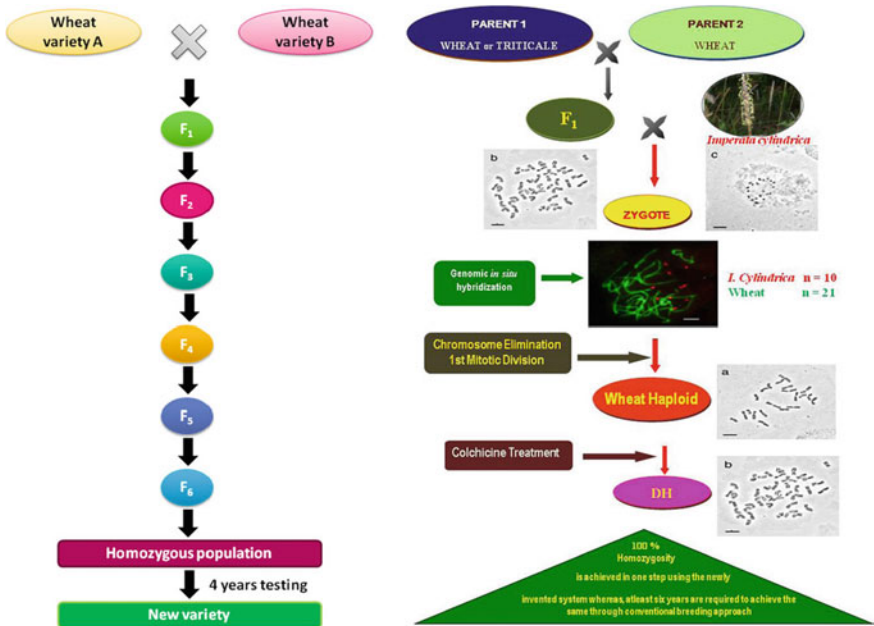 Wheat
variety A
Wheat
variety B
F1
F2
F3
F4
F5
F6
Homozygous population
4 years testing
New variety
PARENT 1
WHEAT or TRITICALE
PARENT 2
WHEAT
F1
Imperata cylindrica
b
c
ZYGOTE
Genomic in situ
hybridization
I. Cylindrica n = 10
Wheat n = 21
Chromosome Elimination
1st Mitotic Division
Wheat Haploid
a
Colchicine Treatment
DH
b
100 %
Homozygosity
is achieved in one step using the newly
invented system whereas, atleast six years are required to achieve the
same through conventional breeding approach